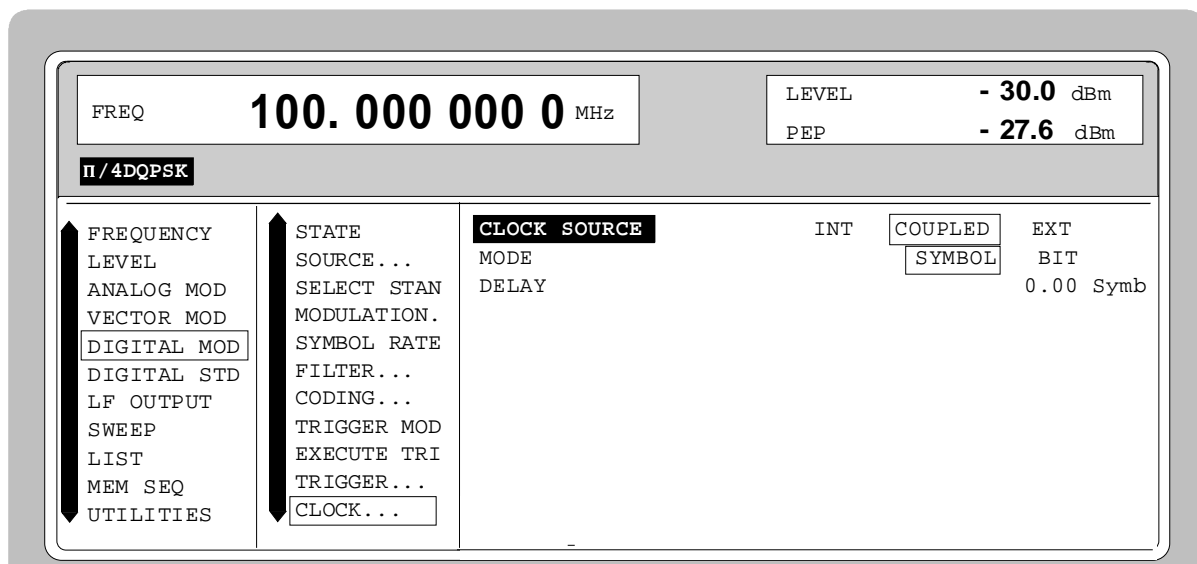 FREQ 100. 000 000 0 MHz
LEVEL - 30.0 dBm
PEP - 27.6 dBm
Π/4DQPSK
FREQUENCY
LEVEL
ANALOG MOD
VECTOR MOD
DIGITAL MOD
DIGITAL STD
LF OUTPUT
SWEEP
LIST
MEM SEQ
UTILITIES
STATE
SOURCE...
SELECT STAN
MODULATION.
SYMBOL RATE
FILTER...
CODING...
TRIGGER MOD
EXECUTE TRI
TRIGGER...
CLOCK...
CLOCK SOURCE INT COUPLED EXT
MODE SYMBOL BIT
DELAY 0.00 Symb